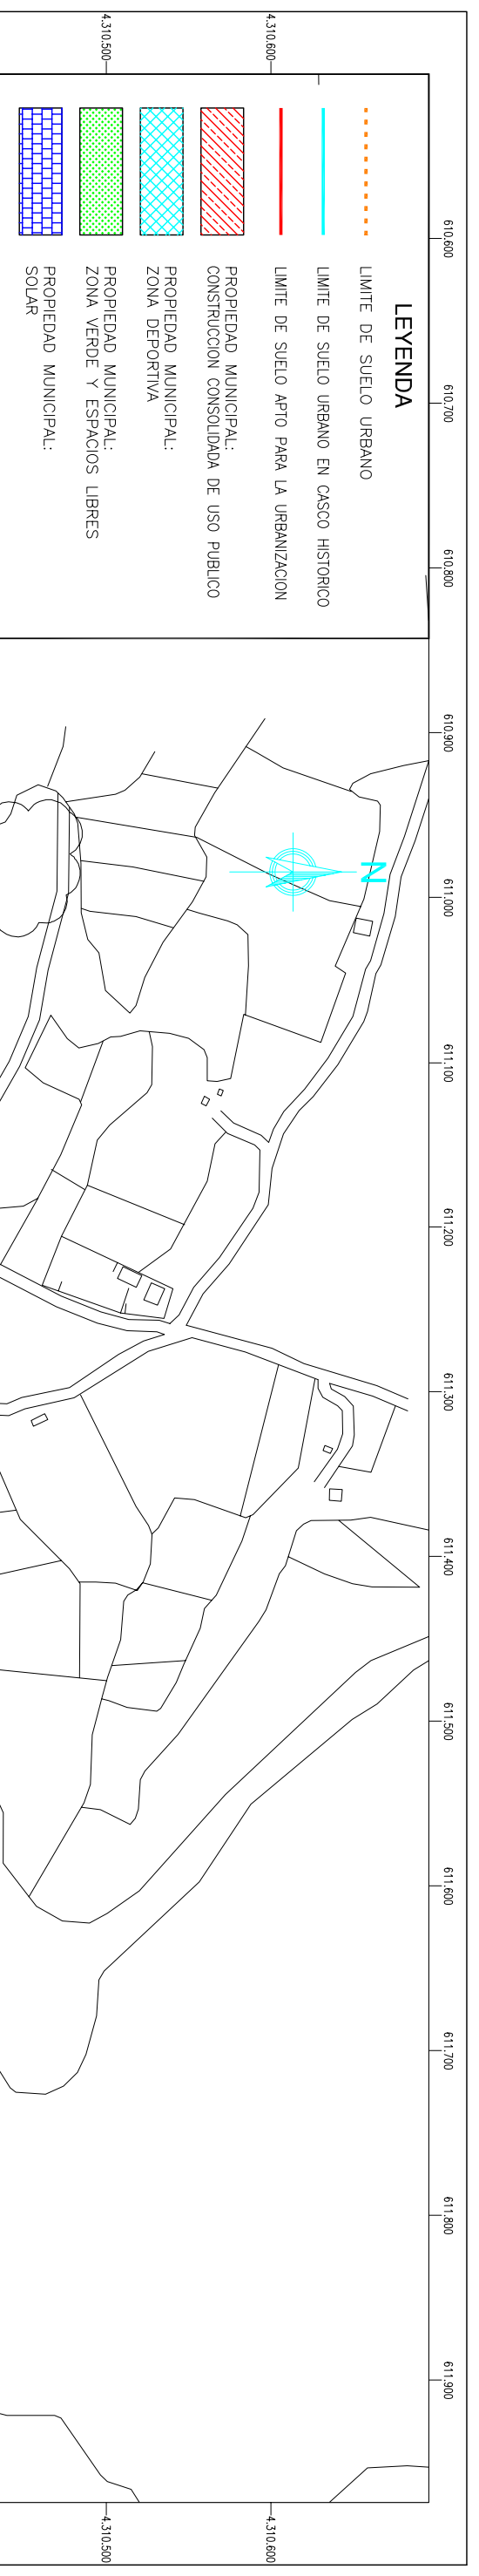 610.600
610.700
610.800
610.900
611.000
611.100
611.200
611.300
611.400
611.500
611.600
611.700
611.800
611.900
4.310.600
4.310.600
4.310.500
4.310.500
LEYENDA
LIMITE DE SUELO URBANO
LIMITE DE SUELO URBANO EN CASCO HISTORICO
LIMITE DE SUELO APTO PARA LA URBANIZACION
PROPIEDAD MUNICIPAL:
CONSTRUCCION CONSOLIDADA DE USO PUBLICO
PROPIEDAD MUNICIPAL:
ZONA DEPORTIVA
PROPIEDAD MUNICIPAL:
ZONA VERDE Y ESPACIOS LIBRES
PROPIEDAD MUNICIPAL:
SOLAR
N